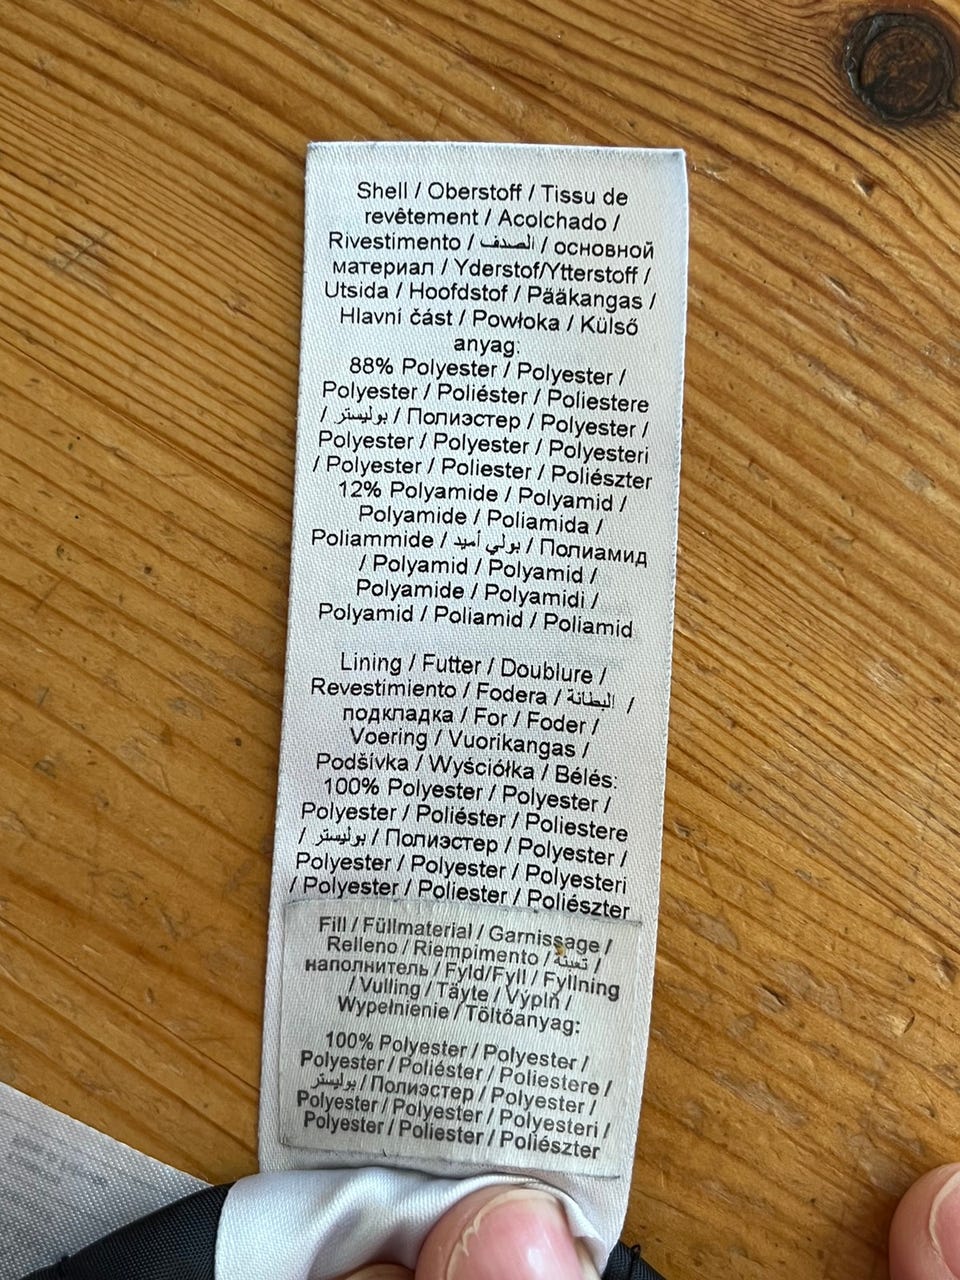 Shell / Oberstoff / Tissu de
revêtement / Acolchado /
Rivestimento / الصدف / основной
материал / Yderstof/Ytterstoff /
Utsida / Hoofdstof / Pääkangas /
Hlavní část / Powłoka / Külső
anyag:
88% Polyester / Polyester /
Polyester / Poliéster / Poliestere
/ بوليستر / Полиэстер / Polyester /
Polyester / Polyester / Polyesteri
/ Polyester / Poliester / Poliészter
12% Polyamide / Polyamid /
Polyamide / Poliamida /
Poliammide / بولي أميد / Полиамид
/ Polyamid / Polyamid /
Polyamide / Polyamidi /
Polyamid / Poliamid / Poliamid
Lining / Futter / Doublure /
Revestimiento / Fodera / البطانة /
подкладка / For / Foder /
Voering / Vuorikangas /
Podšívka / Wyściółka / Bélés:
100% Polyester / Polyester /
Polyester / Poliéster / Poliestere
/ بوليستر / Полиэстер / Polyester /
Polyester / Polyester / Polyesteri
/ Polyester / Poliester / Poliészter
Fill / Füllmaterial / Garnissage /
Relleno / Riempimento / تعبئة /
наполнитель / Fyld/Fyll / Fyllning
/ Vulling / Täyte / Výplň /
Wypełnienie / Töltőanyag:
100% Polyester / Polyester /
Polyester / Poliéster / Poliestere /
بوليستر / Полиэстер / Polyester /
Polyester / Polyester / Polyesteri /
Polyester / Poliester / Poliészter